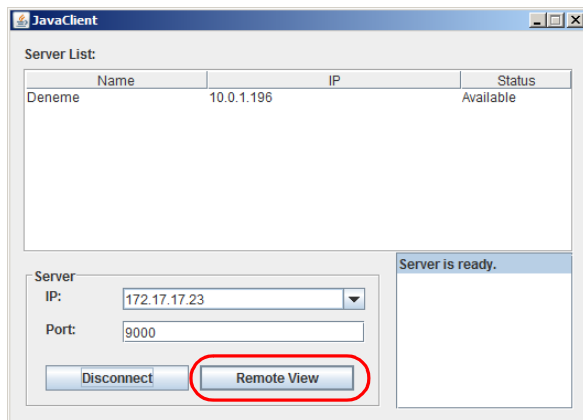 JavaClient
Server List:
Name IP Status
Deneme 10.0.1.196 Available
Server is ready.
Server
IP: 172.17.17.23
Port: 9000
Disconnect Remote View